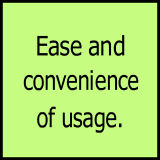 Ease and
convenience
of usage.